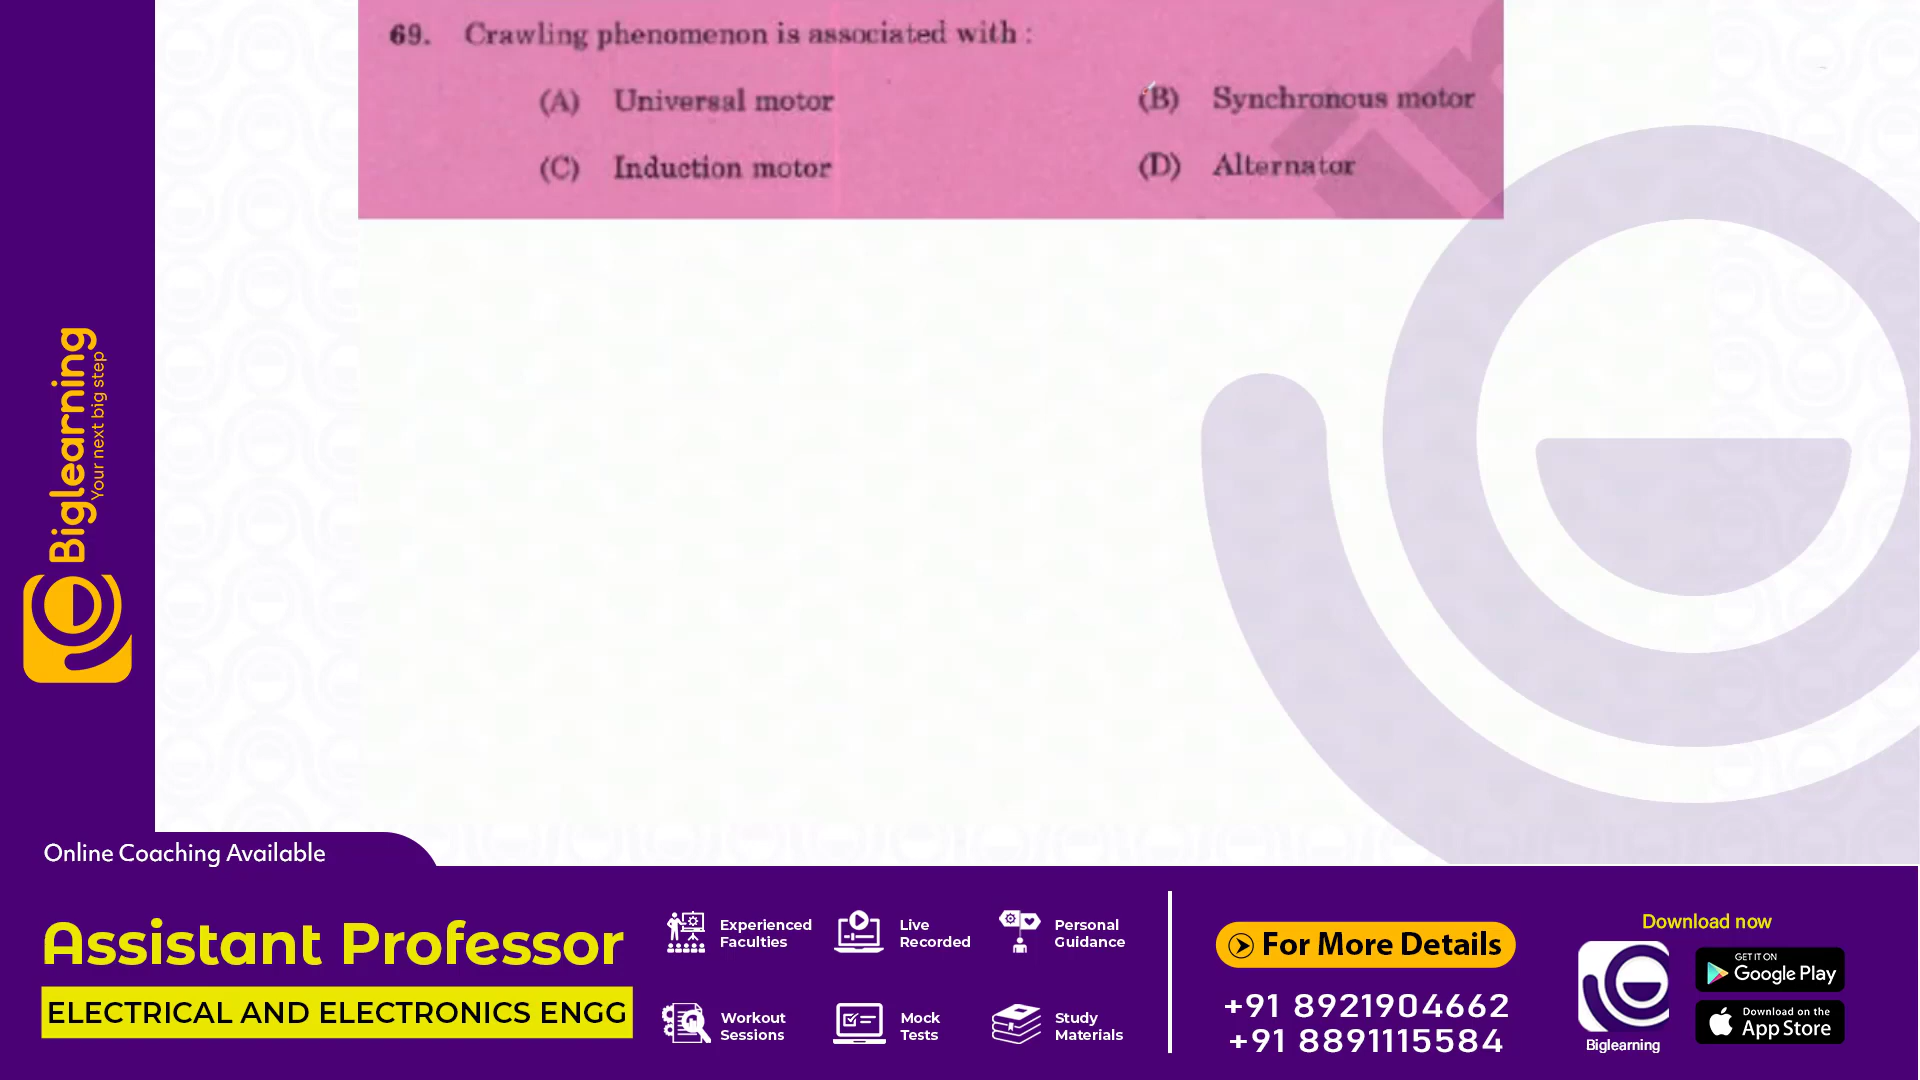 69. Crawling phenomenon is associated with :
(A) Universal motor (B) Synchronous motor
(C) Induction motor (D) Alternator
Biglearning
Your next big step
Online Coaching Available
Assistant Professor
ELECTRICAL AND ELECTRONICS ENGG
Experienced
Faculties
Live
Recorded
Personal
Guidance
Workout
Sessions
Mock
Tests
Study
Materials
For More Details
+91 8921904662
+91 8891115584
Download now
Biglearning
GET IT ON
Google Play
Download on the
App Store